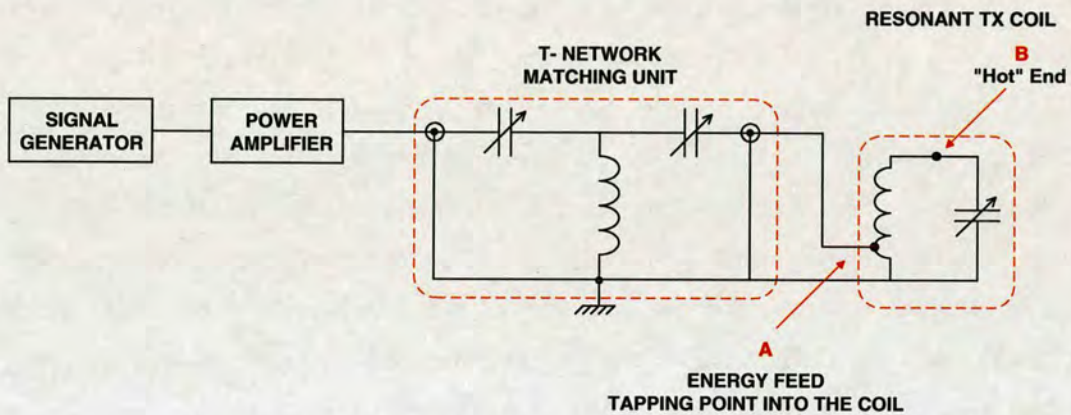 RESONANT TX COIL
B
"Hot" End
T- NETWORK
MATCHING UNIT
SIGNAL
GENERATOR
POWER
AMPLIFIER
A
ENERGY FEED
TAPPING POINT INTO THE COIL